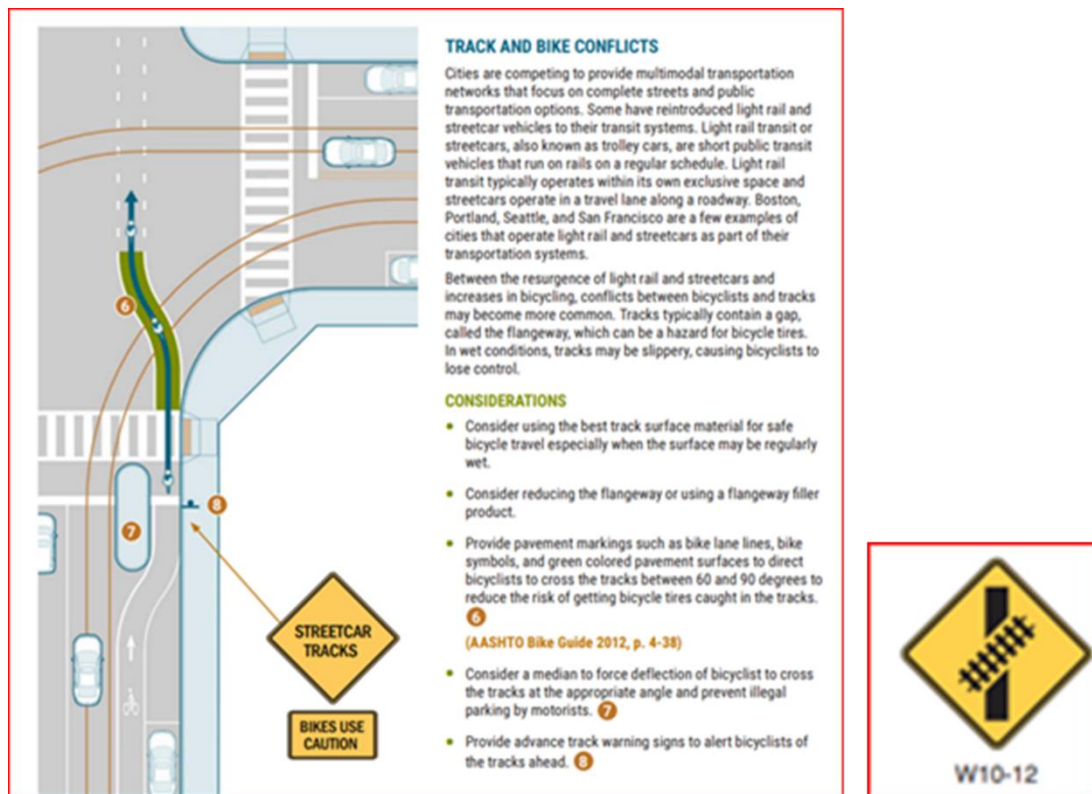 TRACK AND BIKE CONFLICTS
Cities are competing to provide multimodal transportation
networks that focus on complete streets and public
transportation options. Some have reintroduced light rail and
streetcar vehicles to their transit systems. Light rail transit or
streetcars, also known as trolley cars, are short public transit
vehicles that run on rails on a regular schedule. Light rail
transit typically operates within its own exclusive space and
streetcars operate in a travel lane along a roadway. Boston,
Portland, Seattle, and San Francisco are a few examples of
cities that operate light rail and streetcars as part of their
transportation systems.
Between the resurgence of light rail and streetcars and
increases in bicycling, conflicts between bicyclists and tracks
may become more common. Tracks typically contain a gap,
called the flangeway, which can be a hazard for bicycle tires.
In wet conditions, tracks may be slippery, causing bicyclists to
lose control.
CONSIDERATIONS
• Consider using the best track surface material for safe
bicycle travel especially when the surface may be regularly
wet.
• Consider reducing the flangeway or using a flangeway filler
product.
• Provide pavement markings such as bike lane lines, bike
symbols, and green colored pavement surfaces to direct
bicyclists to cross the tracks between 60 and 90 degrees to
reduce the risk of getting bicycle tires caught in the tracks.
6
(AASHTO Bike Guide 2012, p. 4-38)
• Consider a median to force deflection of bicyclist to cross
the tracks at the appropriate angle and prevent illegal
parking by motorists. 7
• Provide advance track warning signs to alert bicyclists of
the tracks ahead. 8
6
7
8
STREETCAR
TRACKS
BIKES USE
CAUTION
W10-12